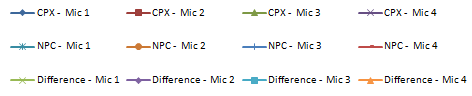 CPX - Mic 1 CPX - Mic 2 CPX - Mic 3 CPX - Mic 4
NPC - Mic 1 NPC - Mic 2 NPC - Mic 3 NPC - Mic 4
Difference - Mic 1 Difference - Mic 2 Difference - Mic 3 Difference - Mic 4